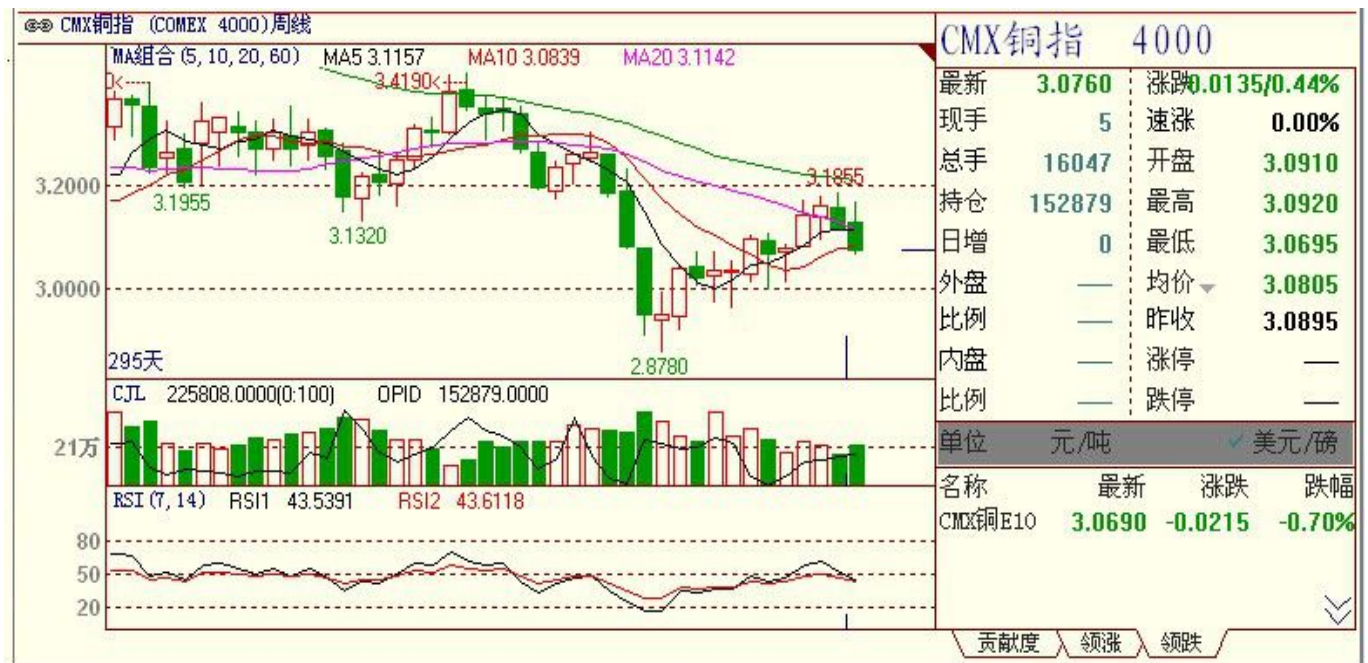 CMX铜指 (COMEX 4000)周线
MA组合(5,10,20,60) MA5 3.1157 MA10 3.0839 MA20 3.1142
3.4190
3.2000
3.1955
3.1320
3.1855
3.0000
295天
2.8780
CJL 225808.0000(0:100) OPID 152879.0000
21万
RSI(7,14) RSI1 43.5391 RSI2 43.6118
80
50
20
CMX铜指 4000
最新 3.0760 涨跌0.0135/0.44%
现手 5 速涨 0.00%
总手 16047 开盘 3.0910
持仓 152879 最高 3.0920
日增 0 最低 3.0695
外盘 — 均价 3.0805
比例 — 昨收 3.0895
内盘 — 涨停 —
比例 — 跌停 —
单位 元/吨 美元/磅
名称 最新 涨跌 跌幅
CMX铜E10 3.0690 -0.0215 -0.70%
贡献度 领涨 领跌